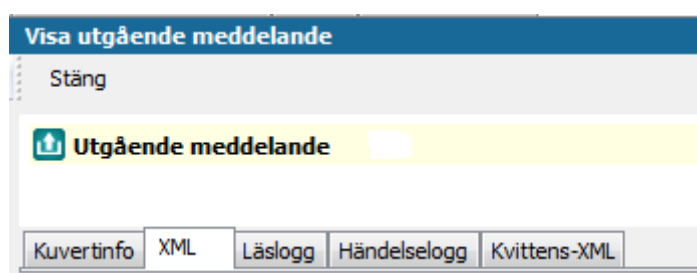 Visa utgående meddelande
Stäng
Utgående meddelande
Kuvertinfo XML Läslogg Händelselogg Kvittens-XML